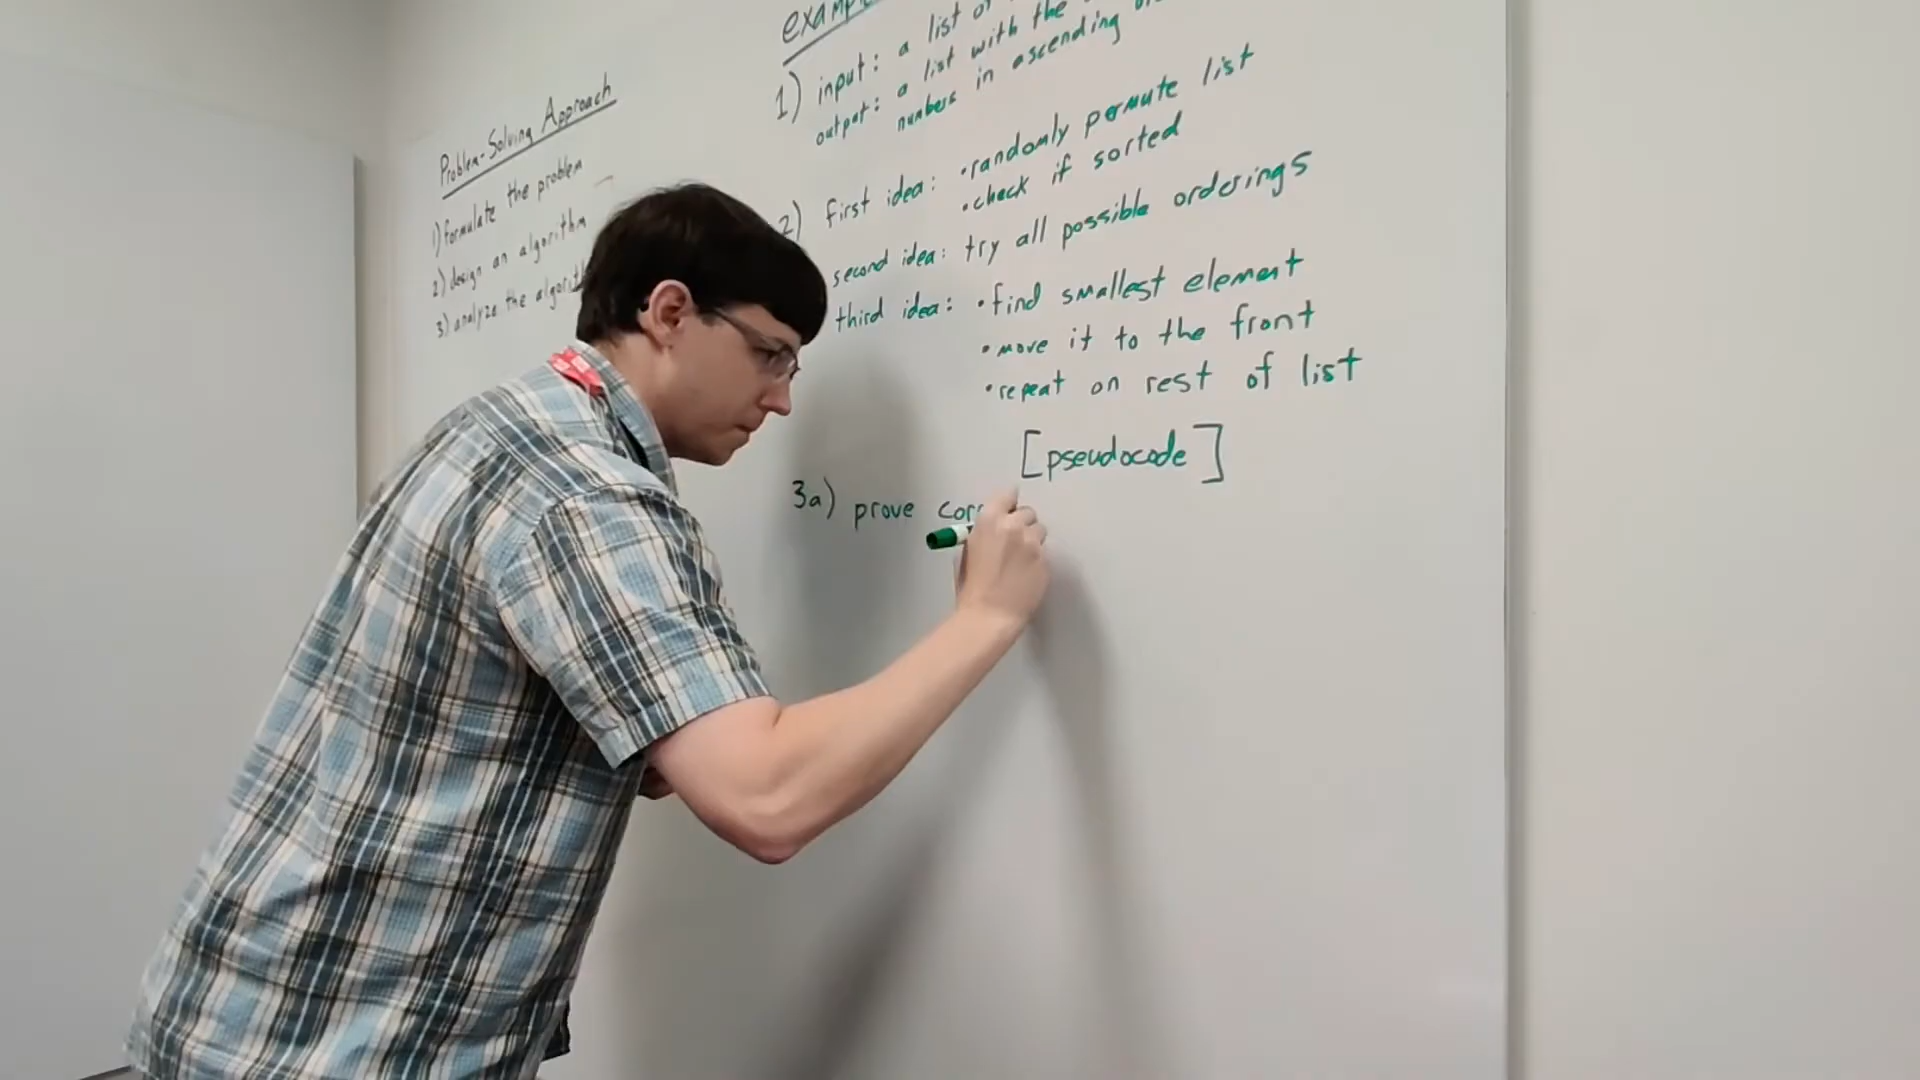 Problem-Solving Approach
1) formulate the problem
2) design an algorithm
3) analyze the
1) input: a list of
output: a list with the
numbers in ascending
2) first idea: • randomly permute list
• check if sorted
second idea: try all possible orderings
third idea: • find smallest element
• move it to the front
• repeat on rest of list
[pseudocode]
3a) prove